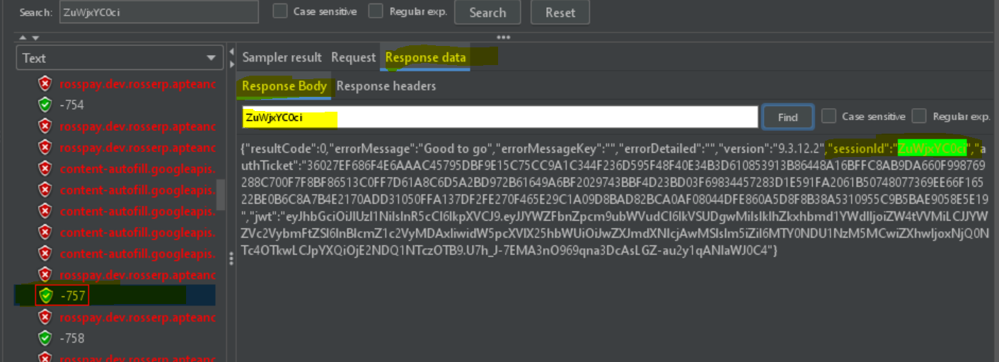 Search: ZuWjxYC0ci Case sensitive Regular exp. Search Reset
Text
Sampler result Request Response data
rosspay.dev.rosserp.apteanc
-754
rosspay.dev.rosserp.apteanc
rosspay.dev.rosserp.apteanc
content-autofill.googleapis.
content-autofill.googleapis.
content-autofill.googleapis.
content-autofill.googleapis.
content-autofill.googleapis.
rosspay.dev.rosserp.apteanc
-757
rosspay.dev.rosserp.apteanc
-758
rosspay.dev.rosserp.apteanc
Response Body Response headers
ZuWjxYC0ci Find Case sensitive Regular exp.
{"resultCode":0,"errorMessage":"Good to go","errorMessageKey":"","errorDetailed":"","version":"9.3.12.2","sessionId":"ZuWjxYC0ci","a
uthTicket":"36027EF686F4E6AAAC45795DBF9E15C75CC9A1C344F236D595F48F40E34B3D610853913B86448A16BFFC8AB9DA660F998769
288C700F7F8BF86513C0FF7D61A8C6D5A2BD972B61649A6BF2029743BBF4D23BD03F69834457283D1E591FA2061B50748077369EE66F165
22BE0B6C8A7B4E2170ADD31050FFA137DF2FE270F465E29C1A09D8BAD82BCA0AF08044DFE860A5D8F8B38A5310955C9B5BAE9058E5E19
","jwt":"eyJhbGciOiJIUzI1NiIsInR5cCI6IkpXVCJ9.eyJJYWZFbnZpcm9ubWVudCI6IkVSUDgwMiIsIklhZkxhbmd1YWdlIjoiZW4tVVMiLCJJYW
ZVc2VybmFtZSI6InBlcmZ1c2VyMDAxIiwidW5pcXVlX25hbWUiOiJwZXJmdXNlcjAwMSIsIm5iZiI6MTY0NDU1NzM5MCwiZXhwIjoxNjQ0N
Tc4OTkwLCJpYXQiOjE2NDQ1NTczOTB9.U7h_J-7EMA3nO969qna3DcAsLGZ-au2y1qANlaWJ0C4"}